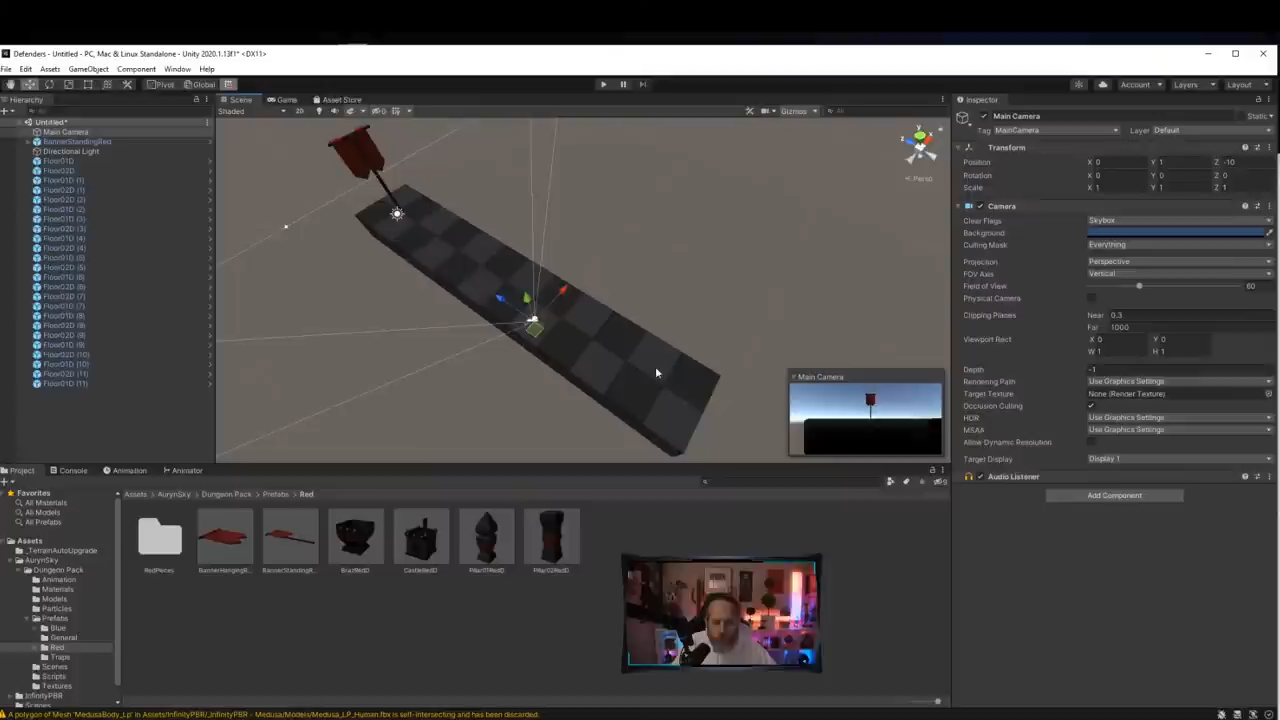 Defenders - Untitled - PC, Mac & Linux Standalone - Unity 2020.1.13f1* <DX11>
File Edit Assets GameObject Component Window Help
Pivot Global Account Layers Layout
Hierarchy
Scene Game Asset Store
Inspector
All
Shaded 2D 0 Gizmos All
Untitled*
Main Camera
BannerStandingRed
Directional Light
Floor01D
Floor02D
Floor01D (1)
Floor02D (1)
Floor02D (2)
Floor01D (2)
Floor01D (3)
Floor02D (3)
Floor01D (4)
Floor02D (4)
Floor01D (5)
Floor02D (5)
Floor01D (6)
Floor02D (6)
Floor02D (7)
Floor01D (7)
Floor01D (8)
Floor02D (8)
Floor02D (9)
Floor01D (9)
Floor02D (10)
Floor01D (10)
Floor02D (11)
Floor01D (11)
y
x
Persp
Main Camera
Main Camera Static
Tag MainCamera Layer Default
Transform
Position X 0 Y 1 Z -10
Rotation X 0 Y 0 Z 0
Scale X 1 Y 1 Z 1
Camera
Clear Flags Skybox
Background
Culling Mask Everything
Projection Perspective
FOV Axis Vertical
Field of View 60
Physical Camera
Clipping Planes Near 0.3
Far 1000
Viewport Rect X 0 Y 0
W 1 H 1
Depth -1
Rendering Path Use Graphics Settings
Target Texture None (Render Texture)
Occlusion Culling
HDR Use Graphics Settings
MSAA Use Graphics Settings
Allow Dynamic Resolution
Target Display Display 1
Audio Listener
Add Component
Project Console Animation Animator
Favorites
All Materials
All Models
All Prefabs
Assets
_TerrainAutoUpgrade
AurynSky
Dungeon Pack
Animation
Materials
Models
Particles
Prefabs
Blue
General
Red
Traps
Scenes
Scripts
Textures
InfinityPBR
Scenes
Assets > AurynSky > Dungeon Pack > Prefabs > Red
RedPieces BannerHangingR... BannerStandingR... BrazRedD CastleRedD Pillar01RedD Pillar02RedD
A polygon of Mesh 'MedusaBody_Lp' in Assets/InfinityPBR/_InfinityPBR - Medusa/Models/Medusa_LP_Human.fbx is self-intersecting and has been discarded.